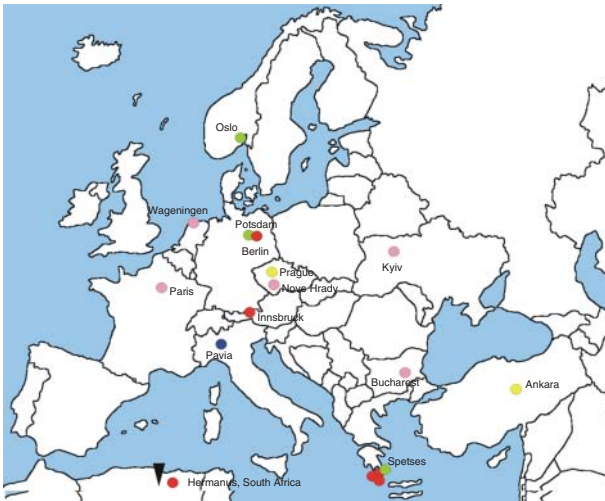 Oslo
Wageningen
Potsdam
Berlin
Prague
Kyiv
Nove Hrady
Paris
Innsbruck
Pavia
Bucharest
Ankara
Spetses
Hermanus, South Africa